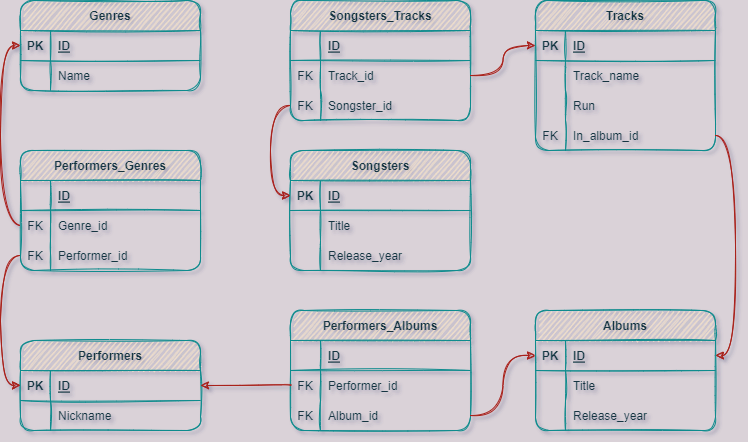 Genres
PK ID
Name
Songsters_Tracks
ID
FK Track_id
FK Songster_id
Tracks
PK ID
Track_name
Run
FK In_album_id
Performers_Genres
ID
FK Genre_id
FK Performer_id
Songsters
PK ID
Title
Release_year
Performers
PK ID
Nickname
Performers_Albums
ID
FK Performer_id
FK Album_id
Albums
PK ID
Title
Release_year